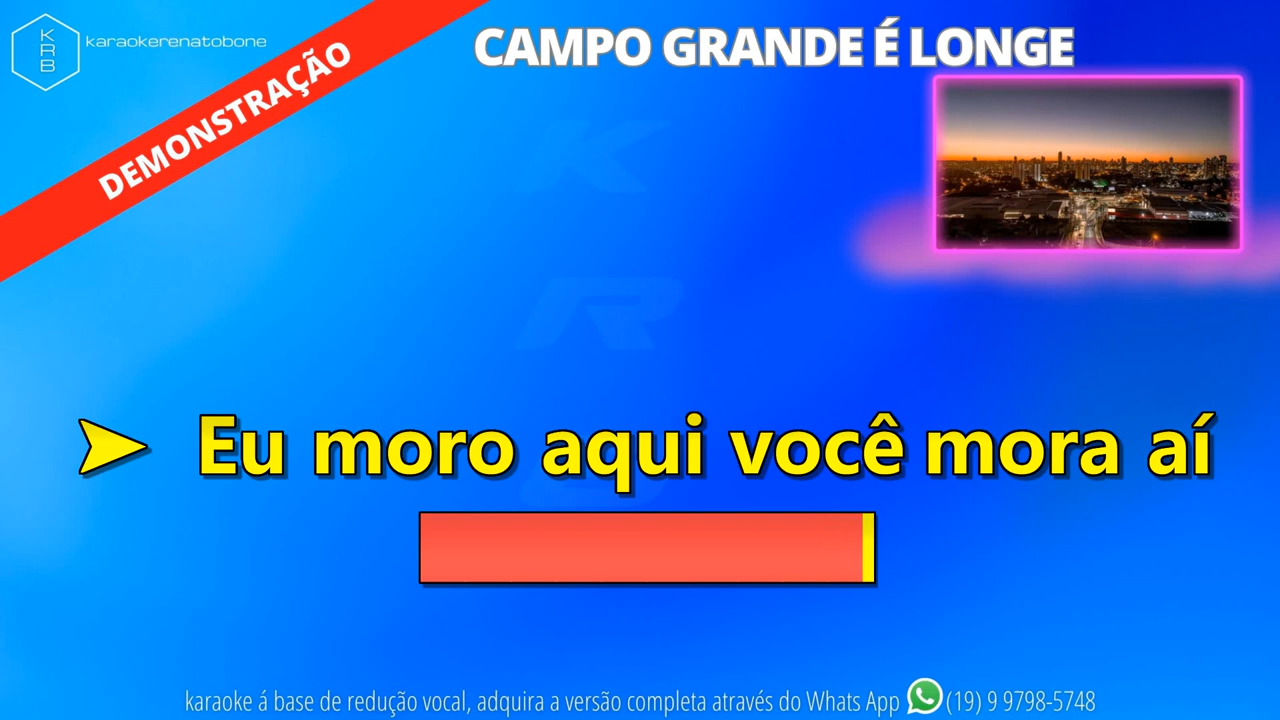 KRB
karaokerenatobone
DEMONSTRAÇÃO
CAMPO GRANDE É LONGE
K
R
Eu moro aqui você mora aí
karaoke á base de redução vocal, adquira a versão completa através do Whats App (19) 9 9798-5748